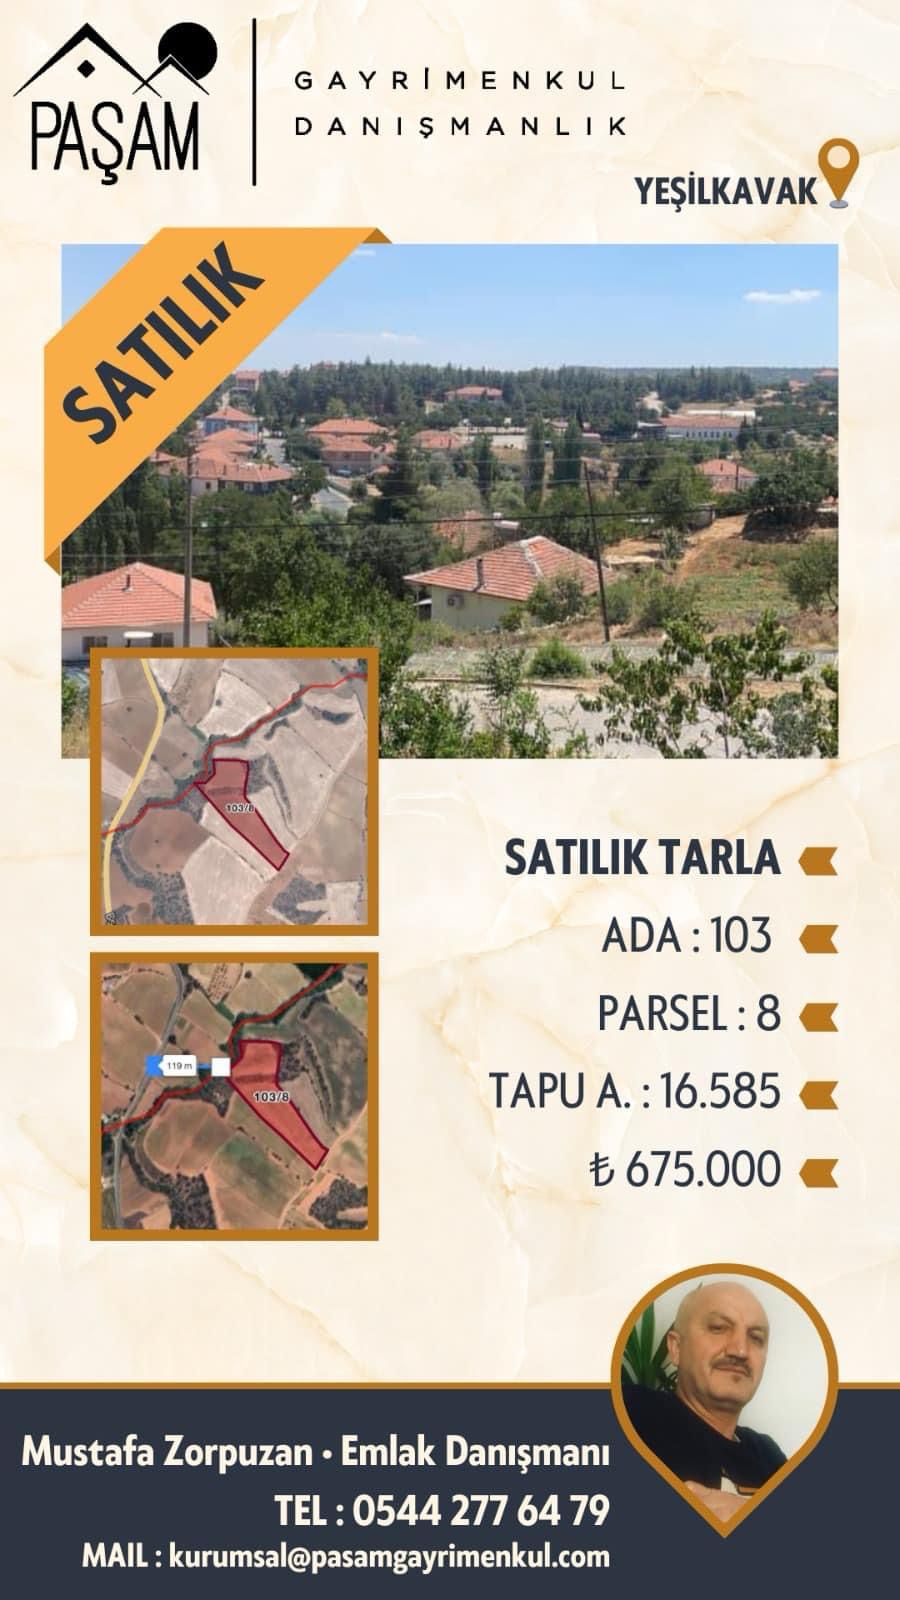 PAŞAM
GAYRİMENKUL
DANIŞMANLIK
YEŞİLKAVAK
SATILIK
103/8
119 m
103/8
SATILIK TARLA
ADA : 103
PARSEL : 8
TAPU A. : 16.585
₺ 675.000
Mustafa Zorpuzan • Emlak Danışmanı
TEL : 0544 277 64 79
MAIL : kurumsal@pasamgayrimenkul.com